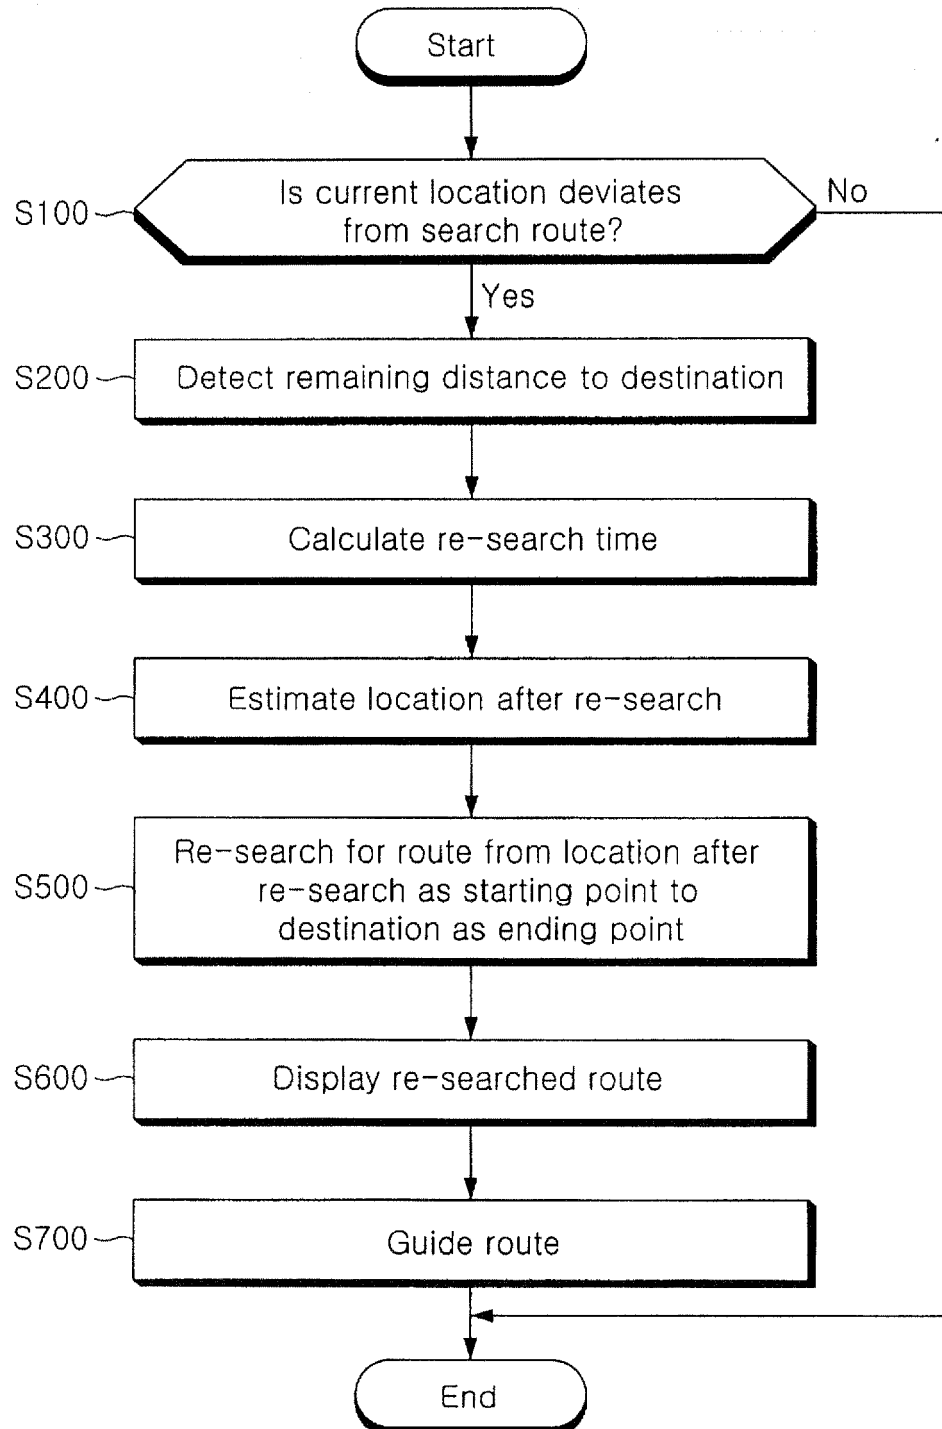 Start
S100
Is current location deviates
from search route?
No
Yes
S200
Detect remaining distance to destination
S300
Calculate re-search time
S400
Estimate location after re-search
S500
Re-search for route from location after
re-search as starting point to
destination as ending point
S600
Display re-searched route
S700
Guide route
End